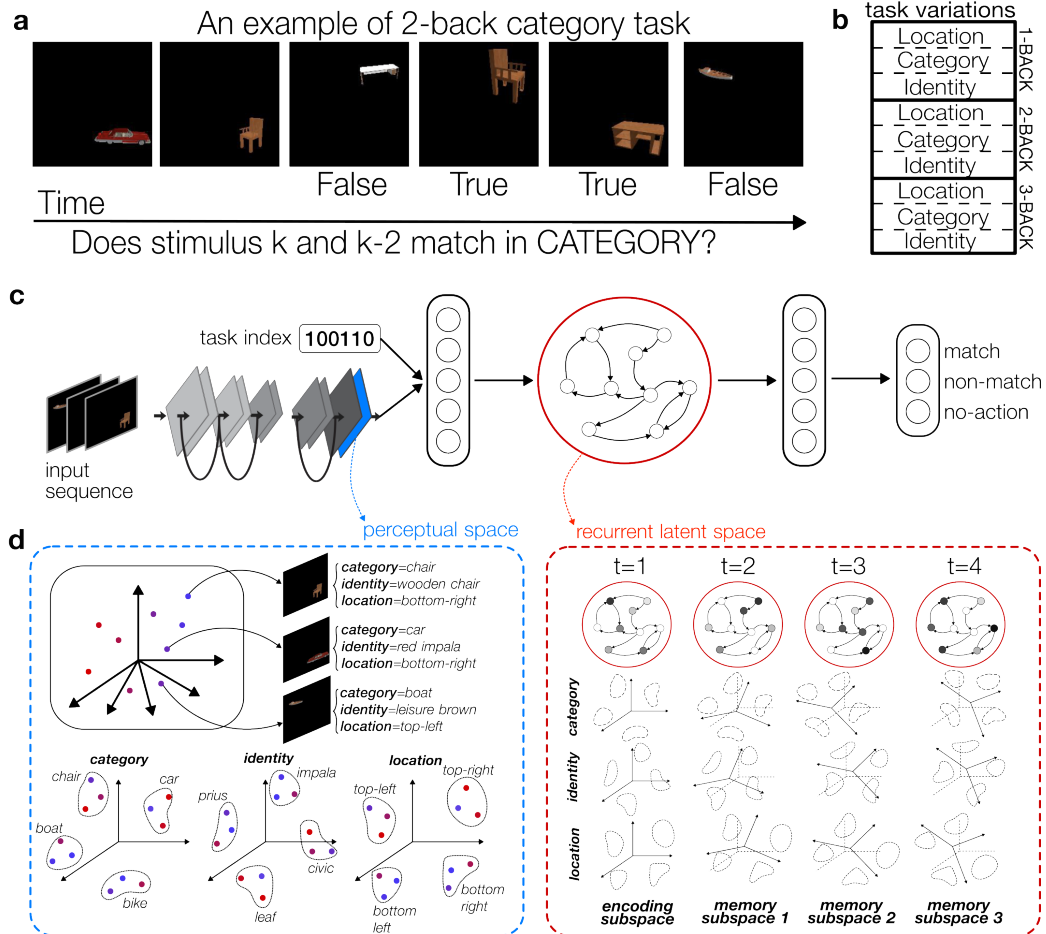 a
An example of 2-back category task
False
True
True
False
Time
Does stimulus k and k-2 match in CATEGORY?
b
task variations
Location
Category
Identity
1-BACK
Location
Category
Identity
2-BACK
Location
Category
Identity
3-BACK
c
task index
100110
input
sequence
match
non-match
no-action
perceptual space
recurrent latent space
d
category=chair
identity=wooden chair
location=bottom-right
category=car
identity=red impala
location=bottom-right
category=boat
identity=leisure brown
location=top-left
category
chair
car
boat
bike
identity
impala
prius
civic
leaf
location
top-right
top-left
bottom
left
bottom
right
t=1
t=2
t=3
t=4
category
identity
location
encoding
subspace
memory
subspace 1
memory
subspace 2
memory
subspace 3